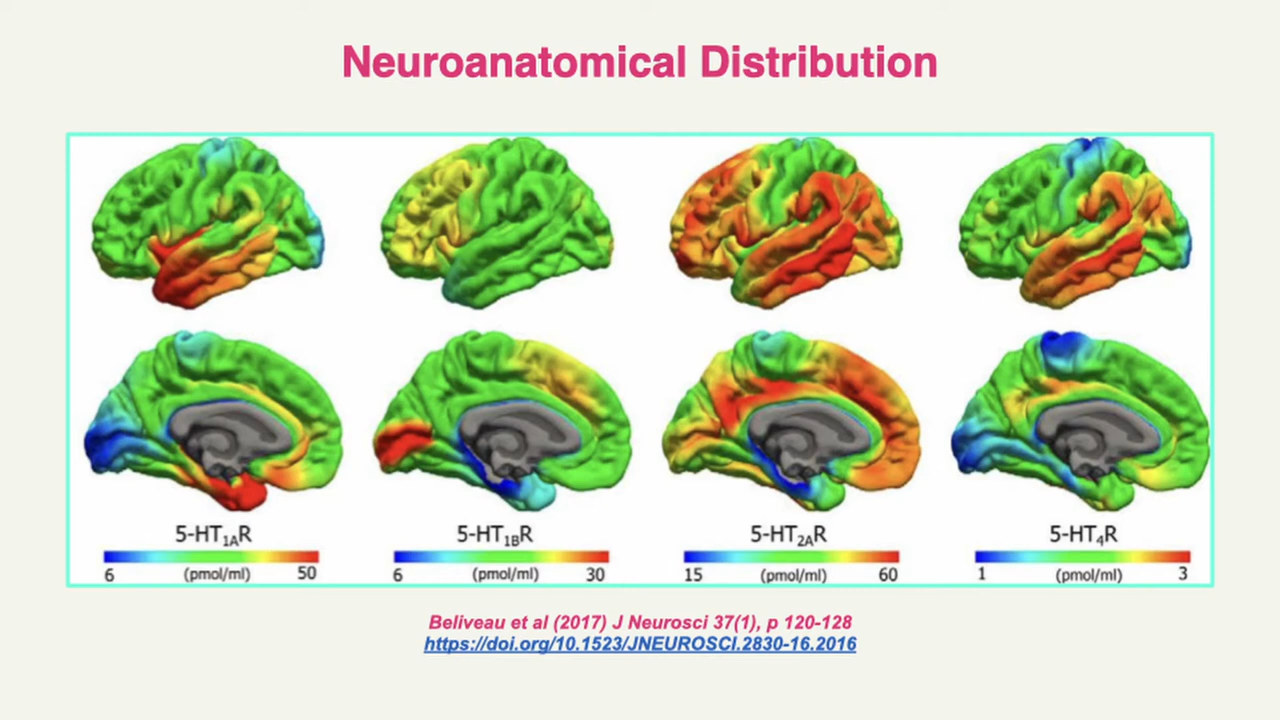 Neuroanatomical Distribution
5-HT1AR
5-HT1BR
5-HT2AR
5-HT4R
6 (pmol/ml) 50
6 (pmol/ml) 30
15 (pmol/ml) 60
1 (pmol/ml) 3
Beliveau et al (2017) J Neurosci 37(1), p 120-128
https://doi.org/10.1523/JNEUROSCI.2830-16.2016